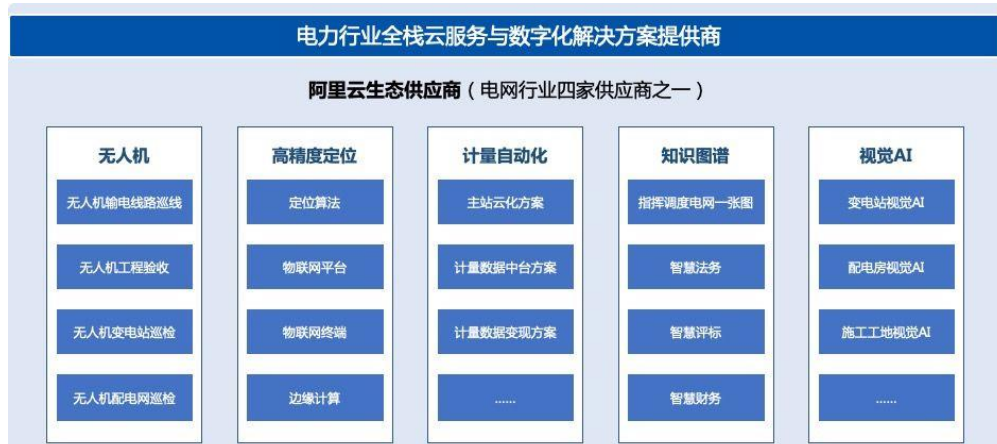 电力行业全栈云服务与数字化解决方案提供商
阿里云生态供应商（电网行业四家供应商之一）
无人机
无人机输电线路巡线
无人机工程验收
无人机变电站巡检
无人机配电网巡检
高精度定位
定位算法
物联网平台
物联网终端
边缘计算
计量自动化
主站云化方案
计量数据中台方案
计量数据变现方案
......
知识图谱
指挥调度电网一张图
智慧法务
智慧评标
智慧财务
视觉AI
变电站视觉AI
配电房视觉AI
施工工地视觉AI
......